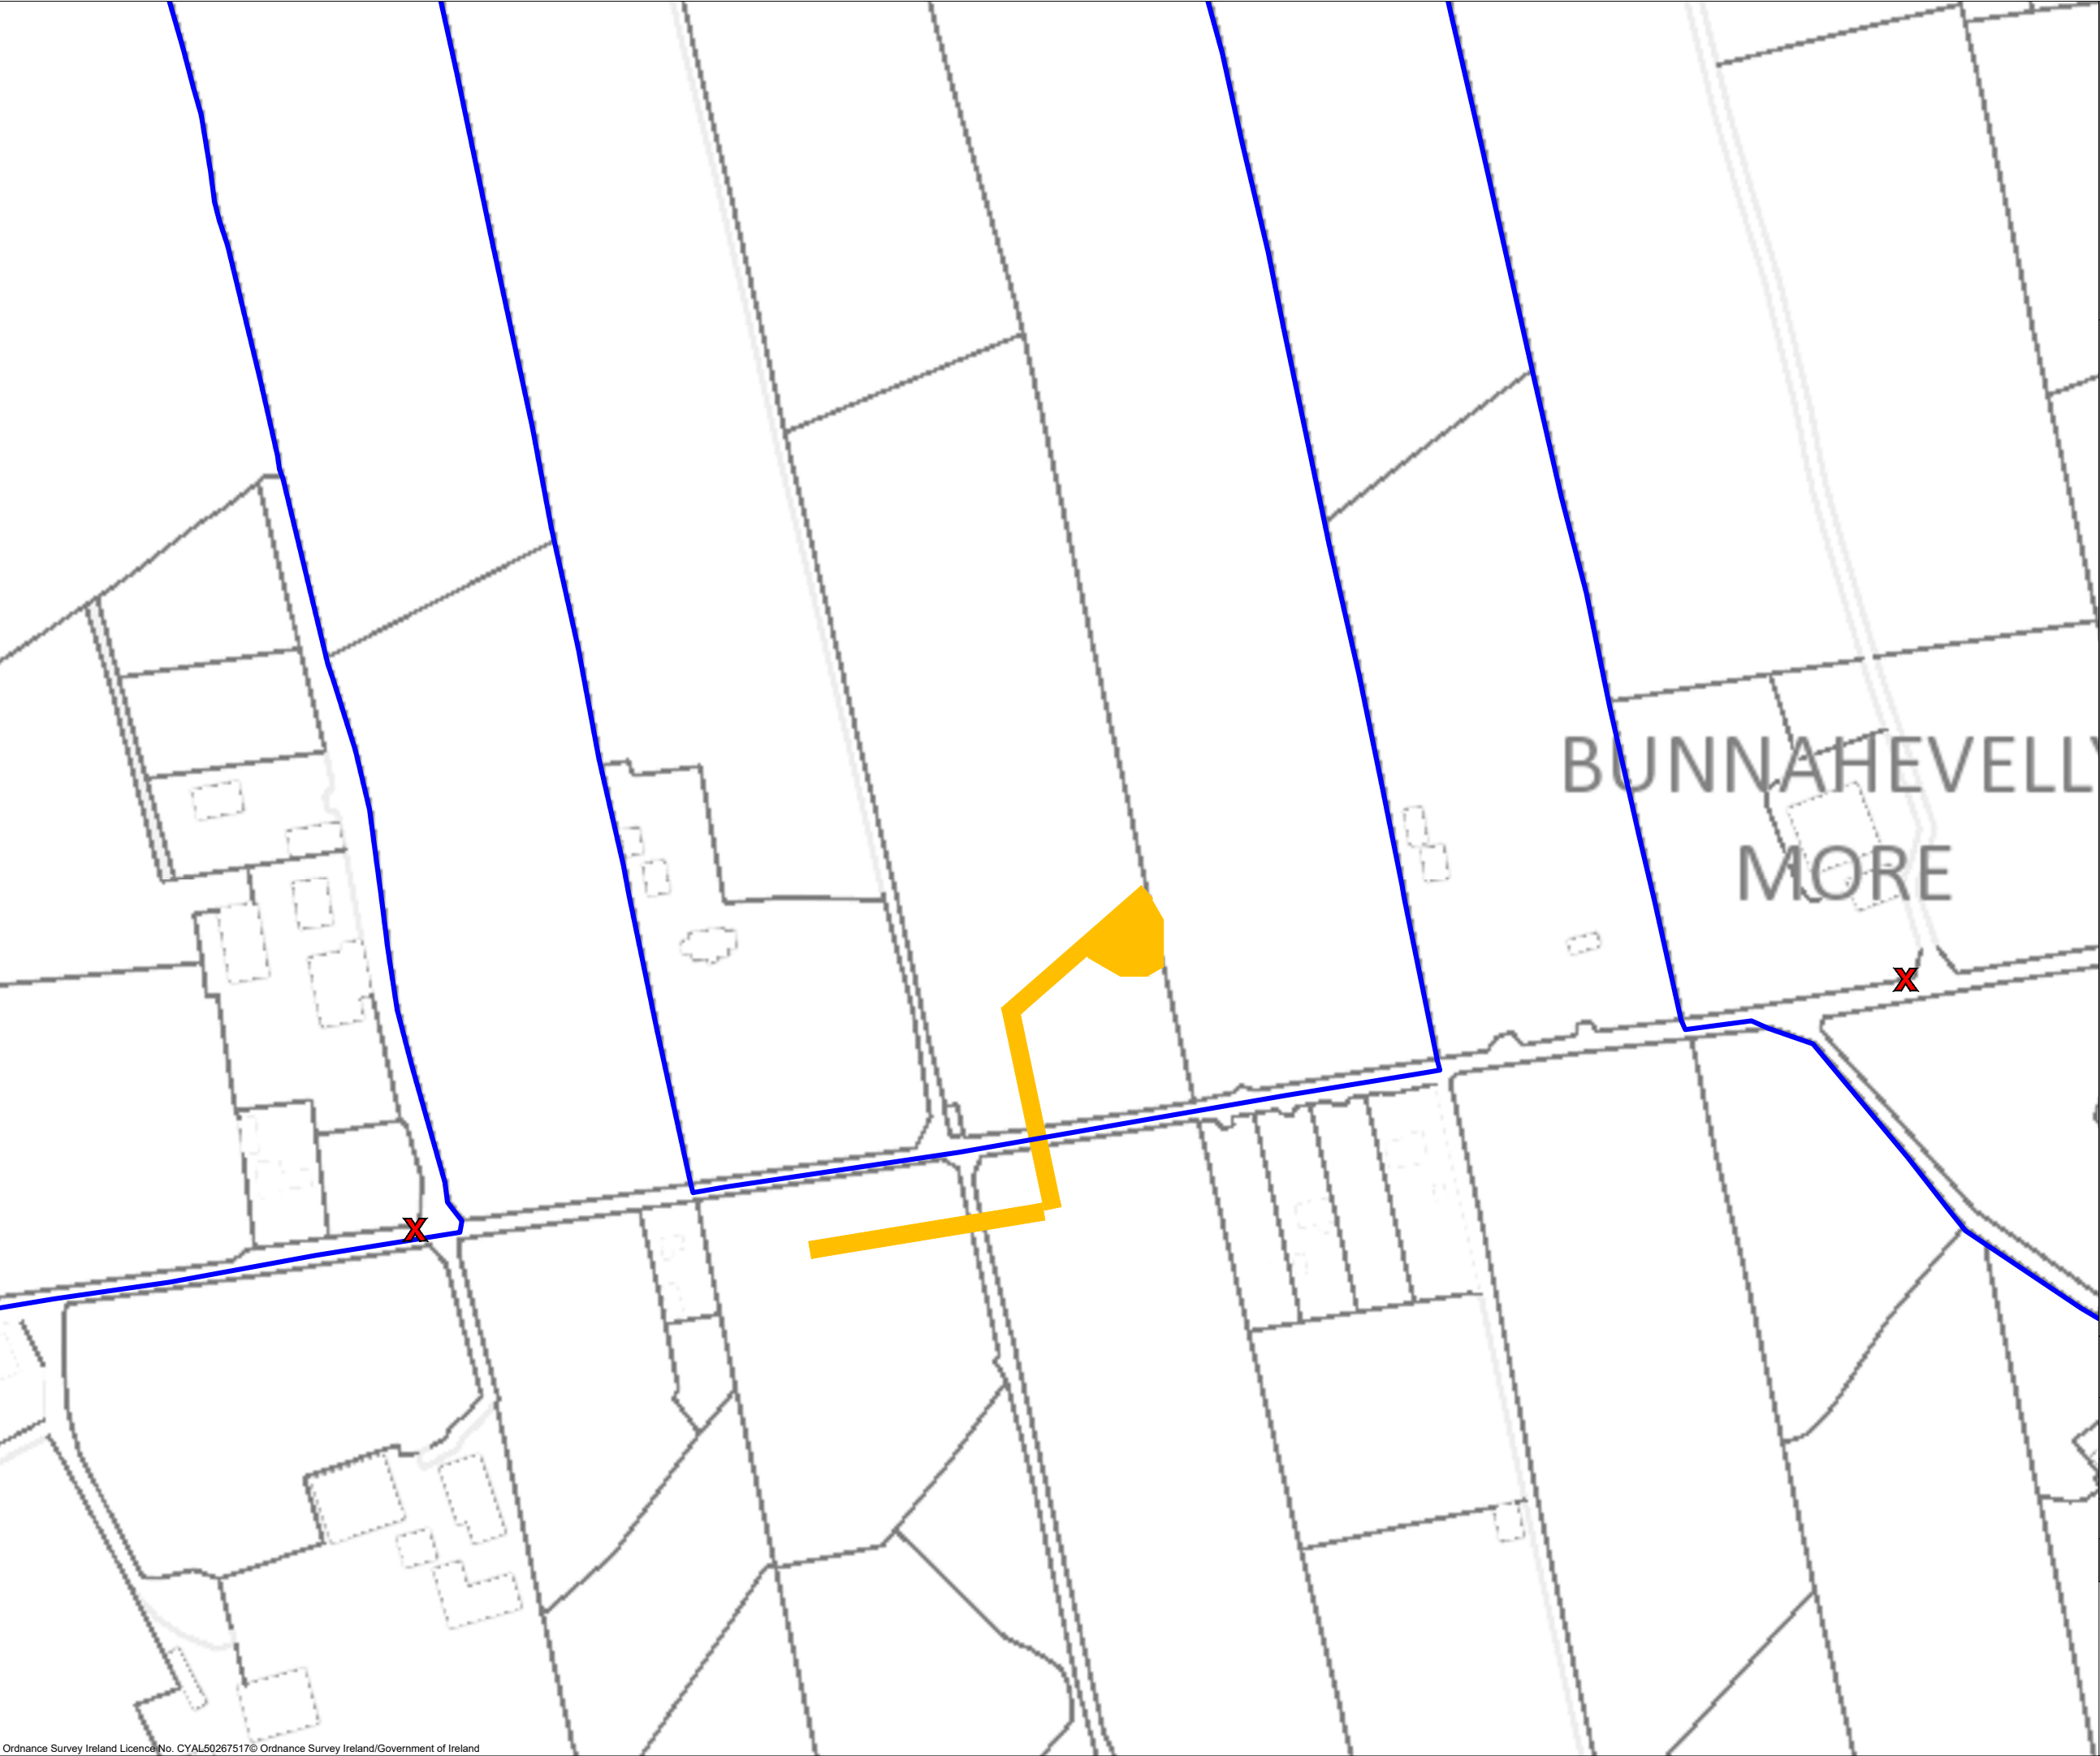 BUNNAHEVELLY
MORE
X
X
Ordnance Survey Ireland Licence No. CYAL50267517© Ordnance Survey Ireland/Government of Ireland